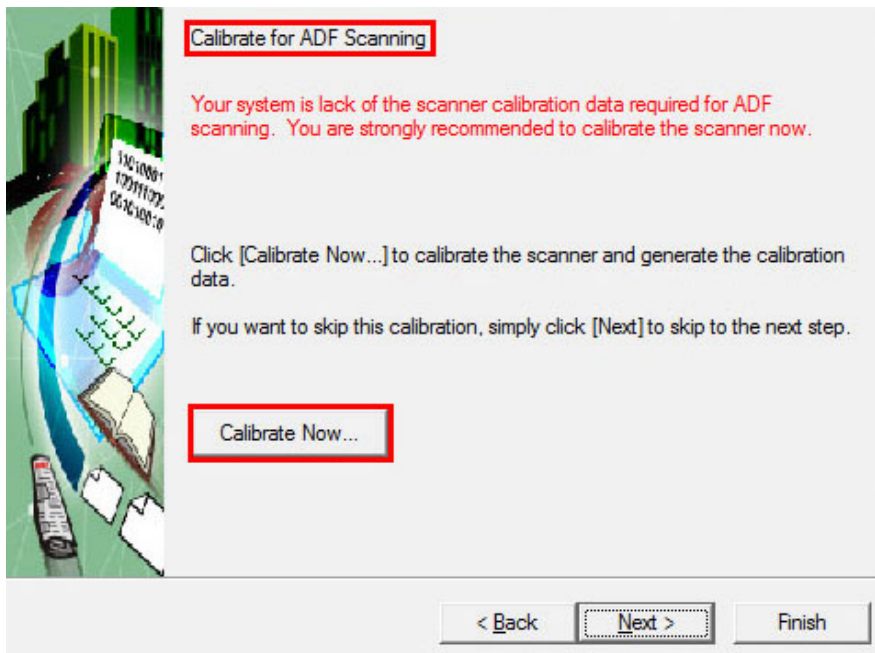 Calibrate for ADF Scanning
Your system is lack of the scanner calibration data required for ADF
scanning.  You are strongly recommended to calibrate the scanner now.
Click [Calibrate Now...] to calibrate the scanner and generate the calibration
data.
If you want to skip this calibration, simply click [Next] to skip to the next step.
Calibrate Now...
< Back
Next >
Finish